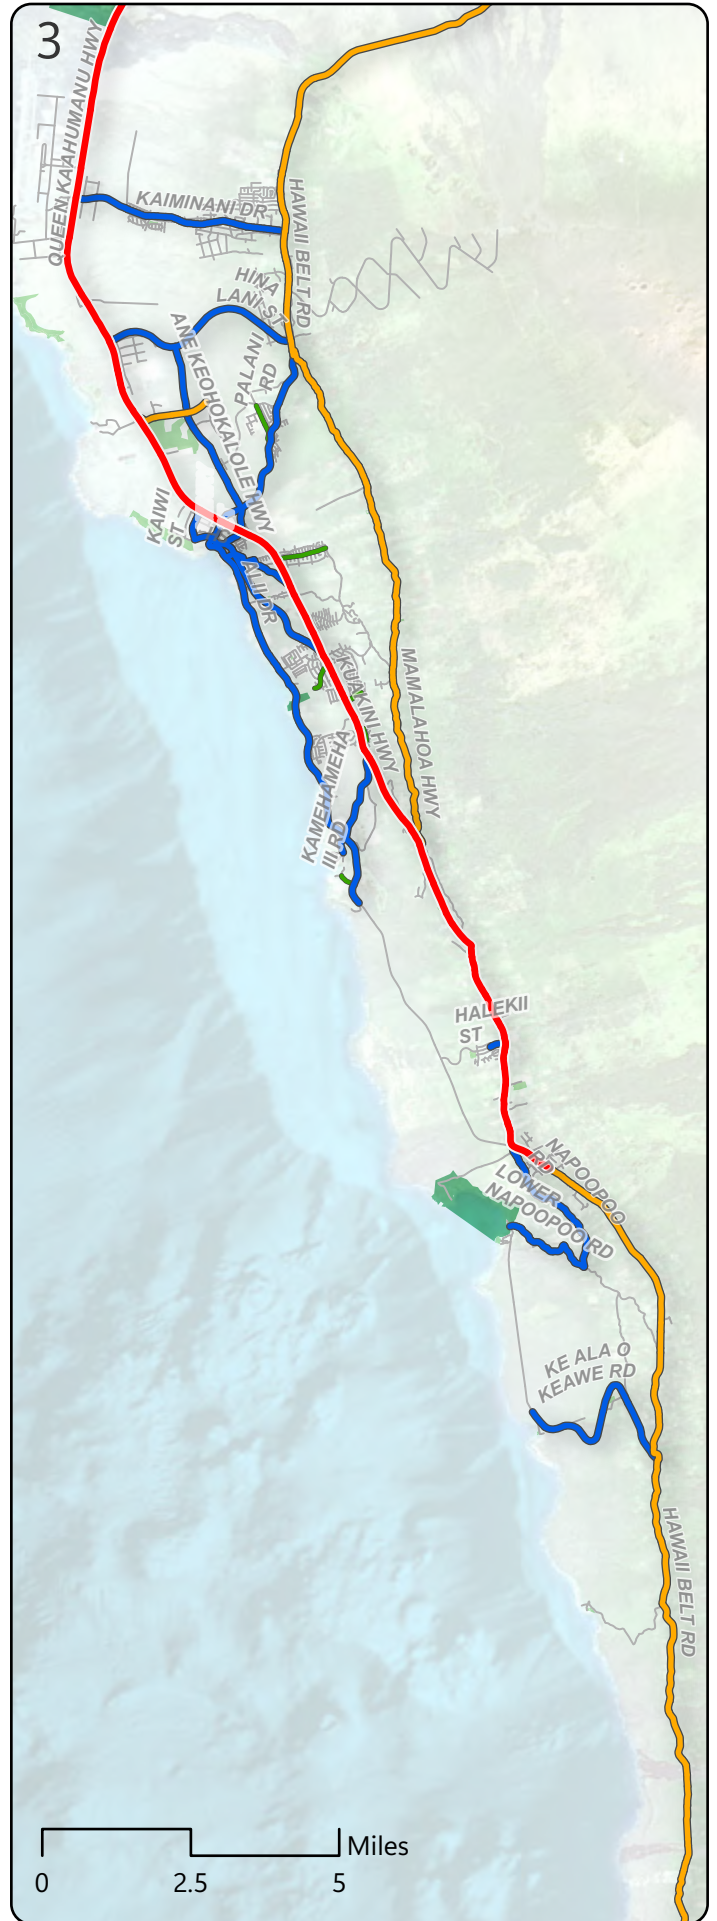 3
QUEEN KAAHUMANU HWY
KAIMINANI DR
HAWAII BELT RD
HINA
LANI ST
ANE KEOHOKALOLE HWY
PALANI
RD
KAIWI
ST
ALII DR
KUAKINI HWY
MAMALAHOA HWY
KAMEHAMEHA
III RD
HALEKII
ST
NAPOOPOO
RD
LOWER
NAPOOPOO RD
KE ALA O
KEAWE RD
HAWAII BELT RD
Miles
0 2.5 5